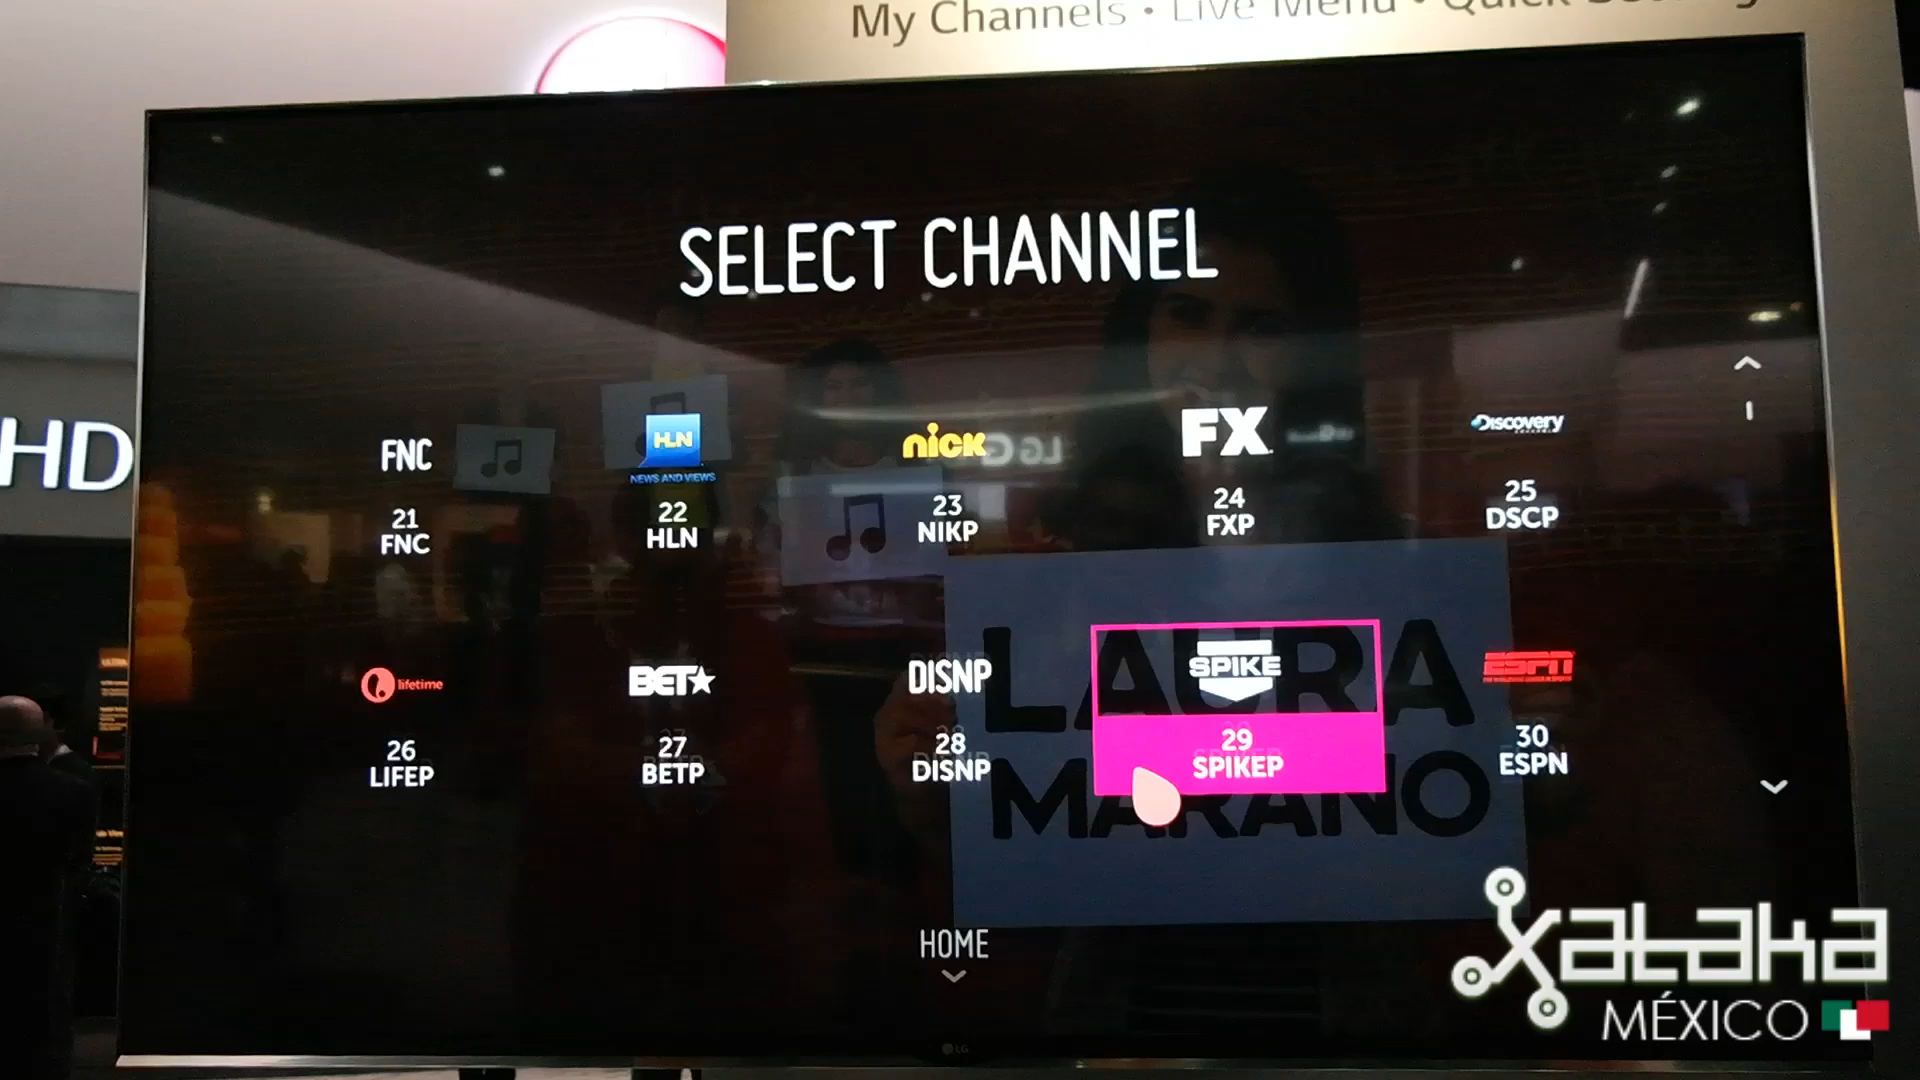 My Channels • Live Menu • Quick
HD
SELECT CHANNEL
FNC
21
FNC
HLN
NEWS AND VIEWS
22
HLN
nick
23
NIKP
FX
24
FXP
Discovery
CHANNEL
25
DSCP
lifetime
26
LIFEP
BET
27
BETP
DISNP
28
DISNP
SPIKE
29
SPIKEP
ESPN
30
ESPN
LAURA
MARANO
HOME
LG
xataka
MÉXICO